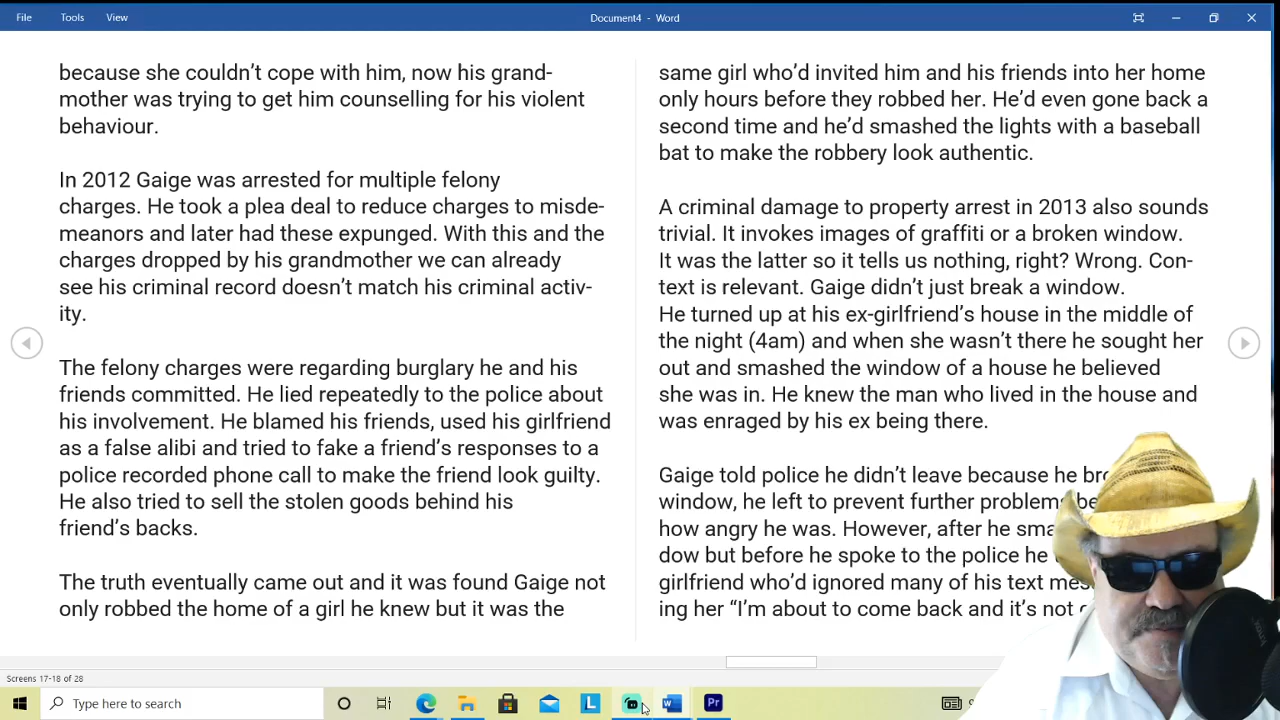 File Tools View Document4 - Word
because she couldn't cope with him, now his grand-
mother was trying to get him counselling for his violent
behaviour.
In 2012 Gaige was arrested for multiple felony
charges. He took a plea deal to reduce charges to misde-
meanors and later had these expunged. With this and the
charges dropped by his grandmother we can already
see his criminal record doesn't match his criminal activ-
ity.
The felony charges were regarding burglary he and his
friends committed. He lied repeatedly to the police about
his involvement. He blamed his friends, used his girlfriend
as a false alibi and tried to fake a friend's responses to a
police recorded phone call to make the friend look guilty.
He also tried to sell the stolen goods behind his
friend's backs.
The truth eventually came out and it was found Gaige not
only robbed the home of a girl he knew but it was the
same girl who'd invited him and his friends into her home
only hours before they robbed her. He'd even gone back a
second time and he'd smashed the lights with a baseball
bat to make the robbery look authentic.
A criminal damage to property arrest in 2013 also sounds
trivial. It invokes images of graffiti or a broken window.
It was the latter so it tells us nothing, right? Wrong. Con-
text is relevant. Gaige didn't just break a window.
He turned up at his ex-girlfriend's house in the middle of
the night (4am) and when she wasn't there he sought her
out and smashed the window of a house he believed
she was in. He knew the man who lived in the house and
was enraged by his ex being there.
Gaige told police he didn't leave because he
window, he left to prevent further problems
how angry he was. However, after he
dow but before he spoke to the police he
girlfriend who'd ignored many of his text
ing her "I'm about to come back and it's not
Screens 17-18 of 28
Type here to search